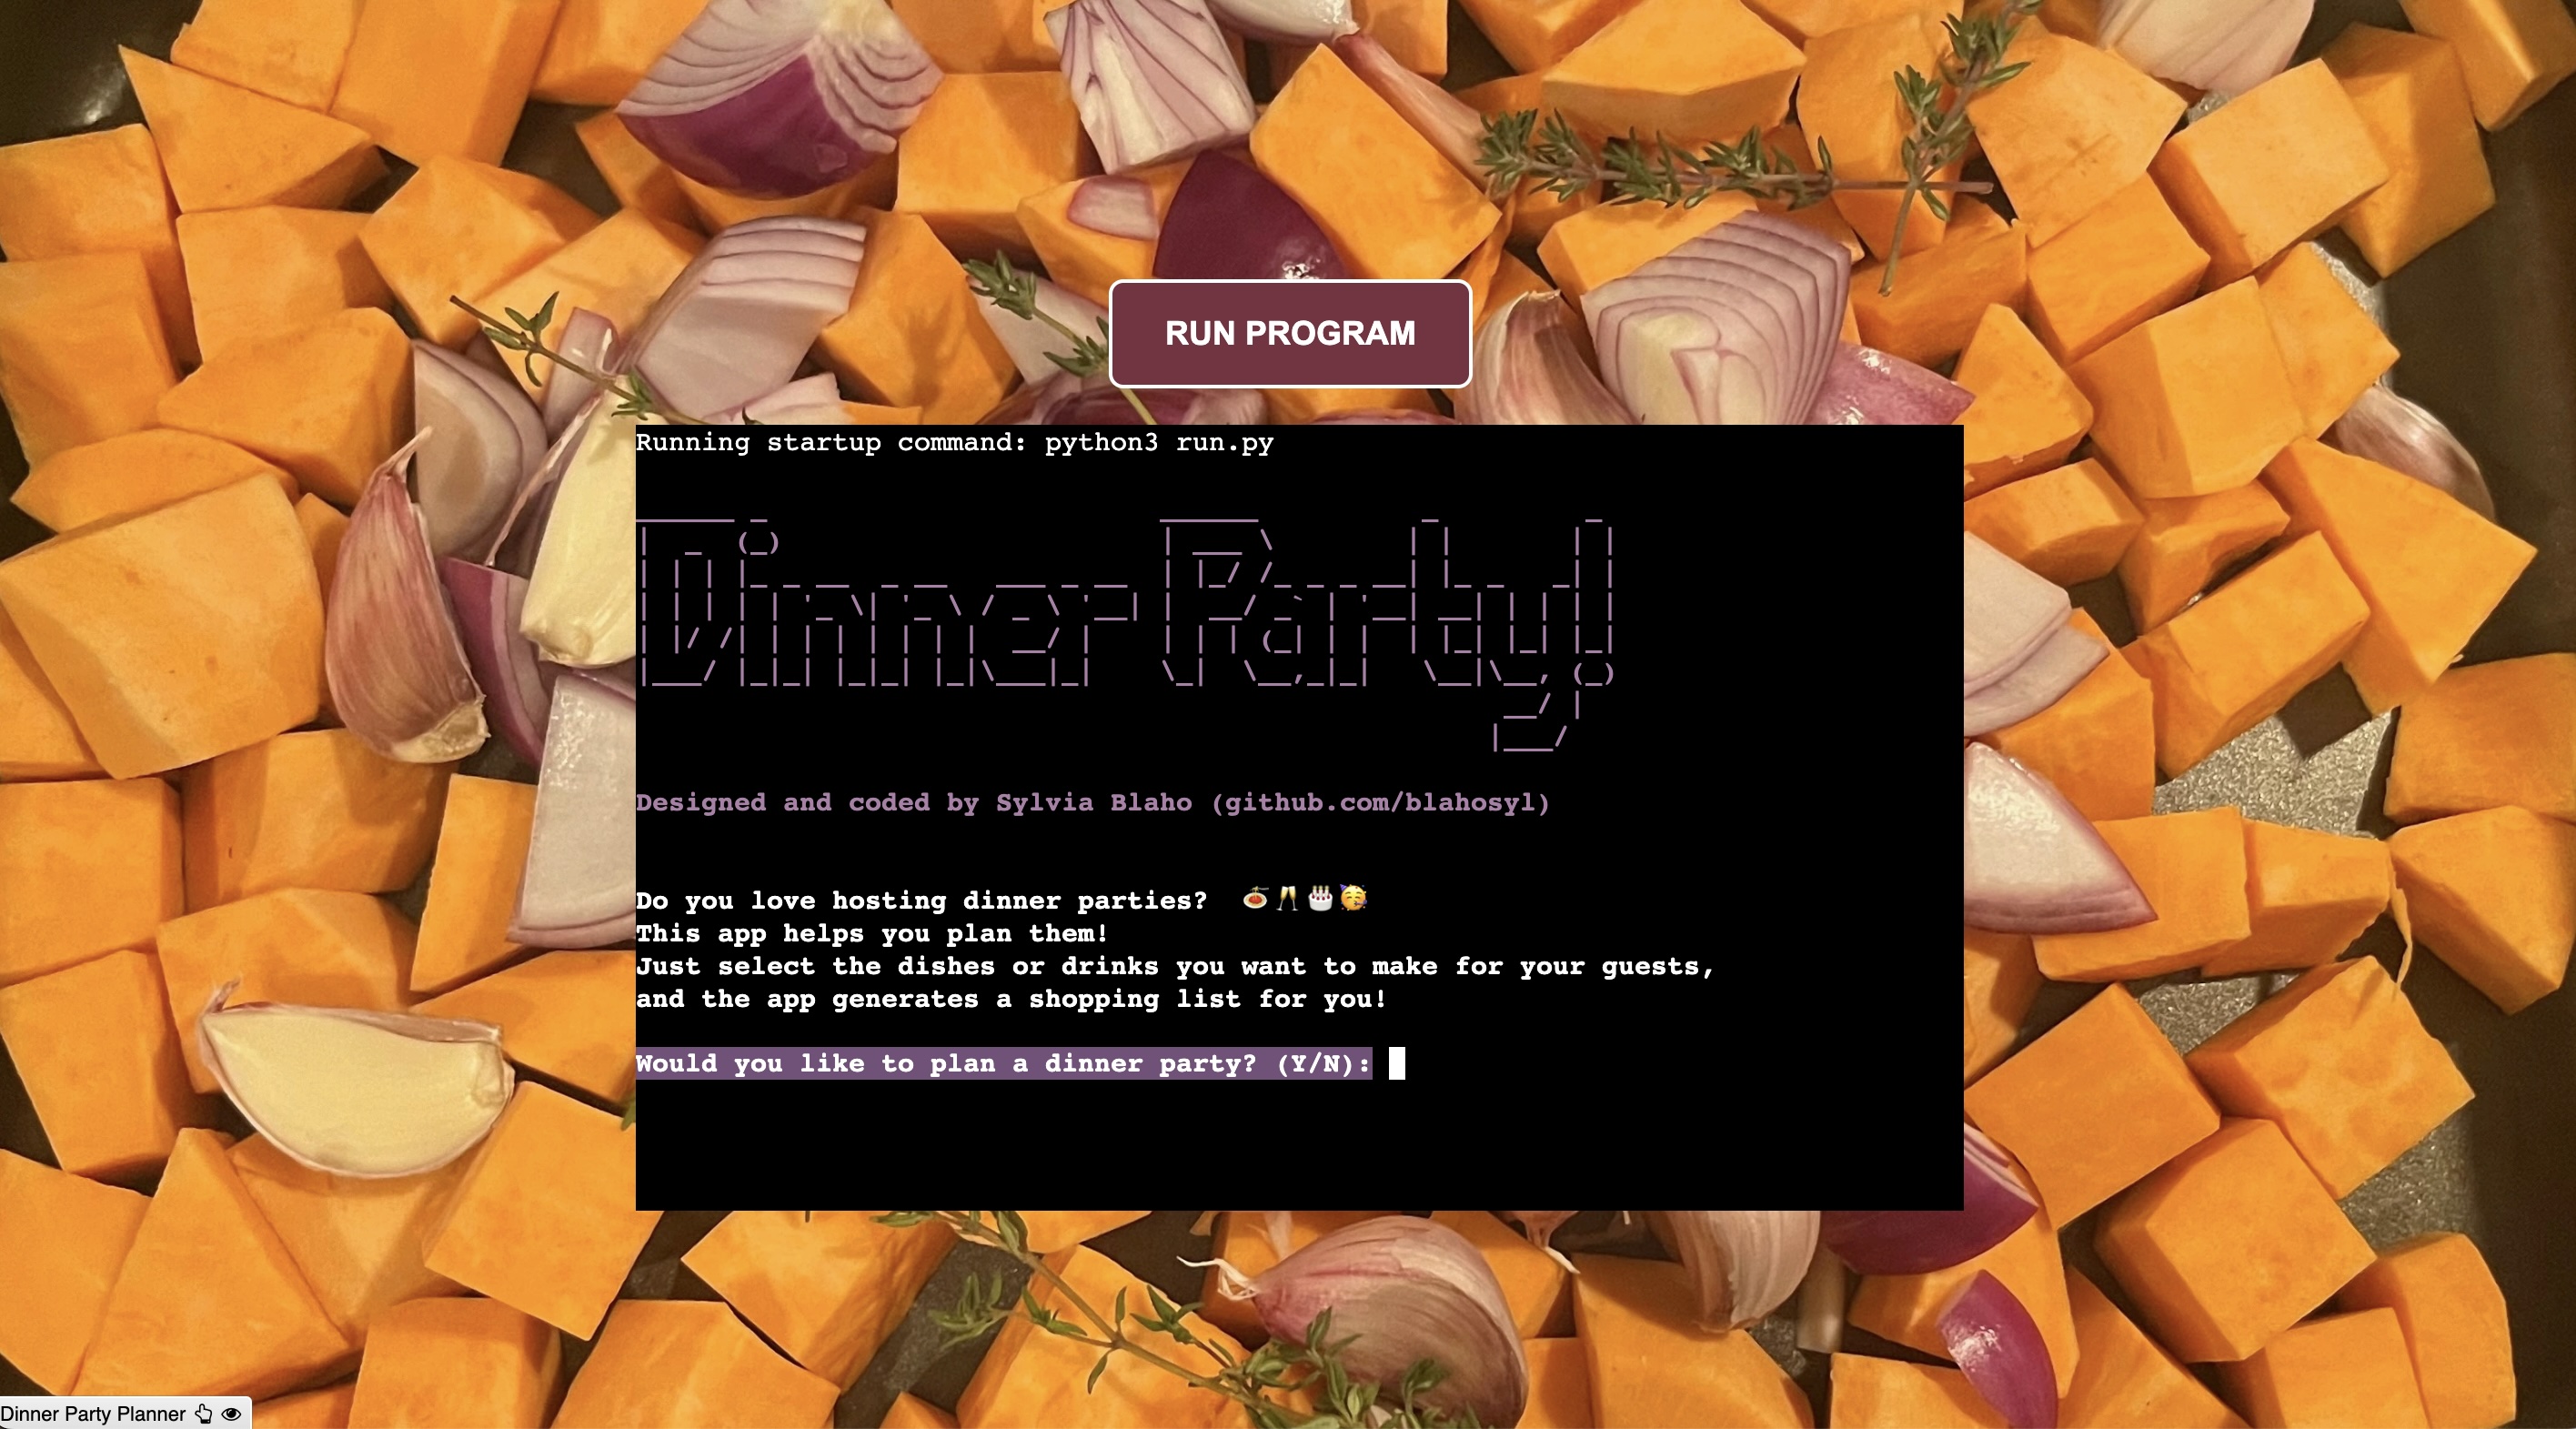 RUN PROGRAM
Running startup command: python3 run.py
Dinner Party!
Designed and coded by Sylvia Blaho (github.com/blahosyl)
Do you love hosting dinner parties? 🍝🥂🎂🥳
This app helps you plan them!
Just select the dishes or drinks you want to make for your guests,
and the app generates a shopping list for you!
Would you like to plan a dinner party? (Y/N):
Dinner Party Planner